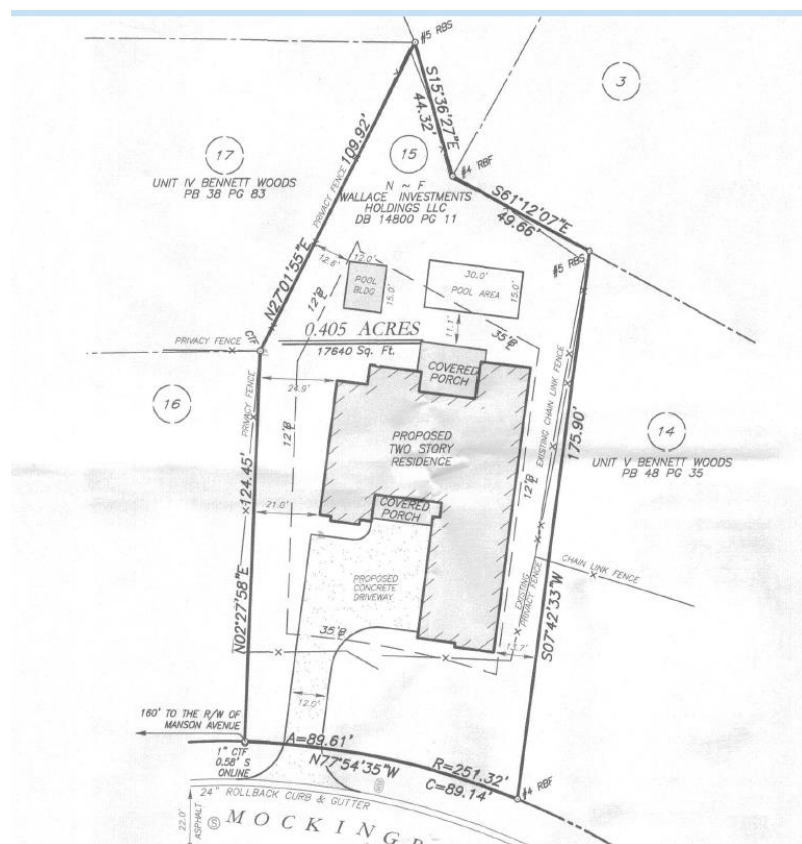 #5 RBS
S15°36'27"E
44.32'
3
109.92'
15
#4 RBF
17
UNIT IV BENNETT WOODS
PB 38 PG 83
N ~ F
WALLACE INVESTMENTS
HOLDINGS LLC
DB 14800 PG 11
S61°12'07"E
49.66'
PRIVACY FENCE
N27°01'55"E
#5 RBS
12.6'
12.0'
POOL
BLDG
15.0'
30.0'
POOL AREA
15.0'
12'B
11.1'
35'B
0.405 ACRES
17640 Sq. Ft.
PRIVACY FENCE
CTF
COVERED
PORCH
24.9'
16
PRIVACY FENCE
12'B
PROPOSED
TWO STORY
RESIDENCE
12'B
EXISTING CHAIN LINK FENCE
175.90'
14
UNIT V BENNETT WOODS
PB 48 PG 35
124.45'
21.0'
COVERED
PORCH
CHAIN LINK FENCE
PROPOSED
CONCRETE
DRIVEWAY
EXISTING
PRIVACY FENCE
N02°27'58"E
S07°42'33"W
35'B
13.7'
12.0'
160' TO THE R/W OF
MANSON AVENUE
1" CTF
0.58' S
ONLINE
A=89.61'
N77°54'35"W
R=251.32'
C=89.14'
#4 RBF
24" ROLLBACK CURB & GUTTER
22.0'
ASPHALT
S
MOCKING